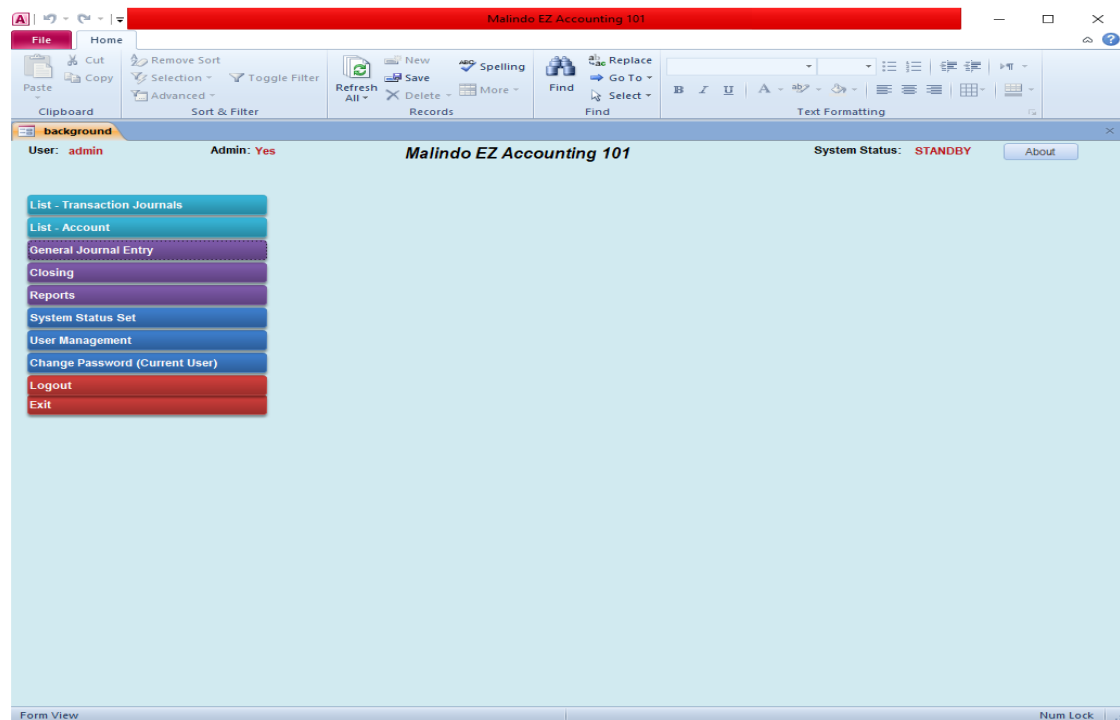 A
Malindo EZ Accounting 101
File Home
Paste
Cut
Copy
Clipboard
Remove Sort
Selection Toggle Filter
Advanced
Sort & Filter
Refresh All
New
Save
Delete
Spelling
More
Records
Find
Replace
Go To
Select
Find
B I U A
Text Formatting
background
User: admin Admin: Yes Malindo EZ Accounting 101 System Status: STANDBY About
List - Transaction Journals
List - Account
General Journal Entry
Closing
Reports
System Status Set
User Management
Change Password (Current User)
Logout
Exit
Form View Num Lock